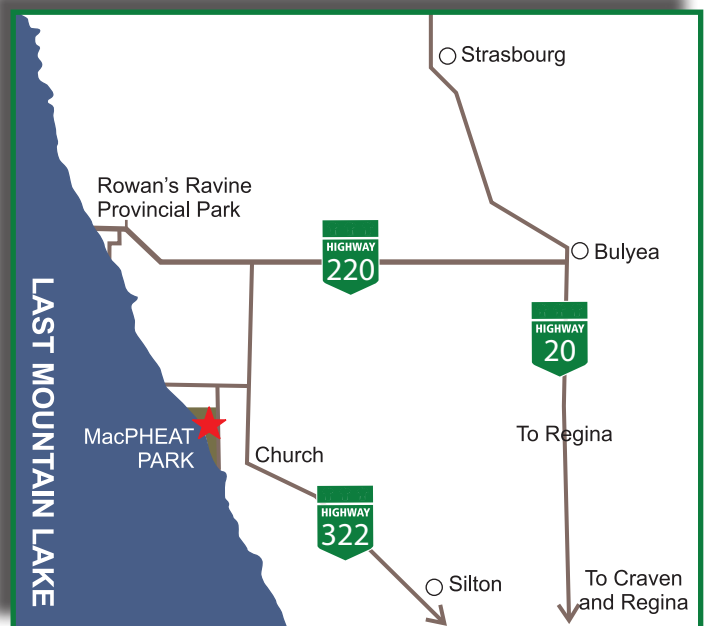 Strasbourg
Rowan's Ravine
Provincial Park
Bulyea
HIGHWAY
220
HIGHWAY
20
LAST MOUNTAIN LAKE
To Regina
MacPHEAT
PARK
Church
HIGHWAY
322
Silton
To Craven
and Regina